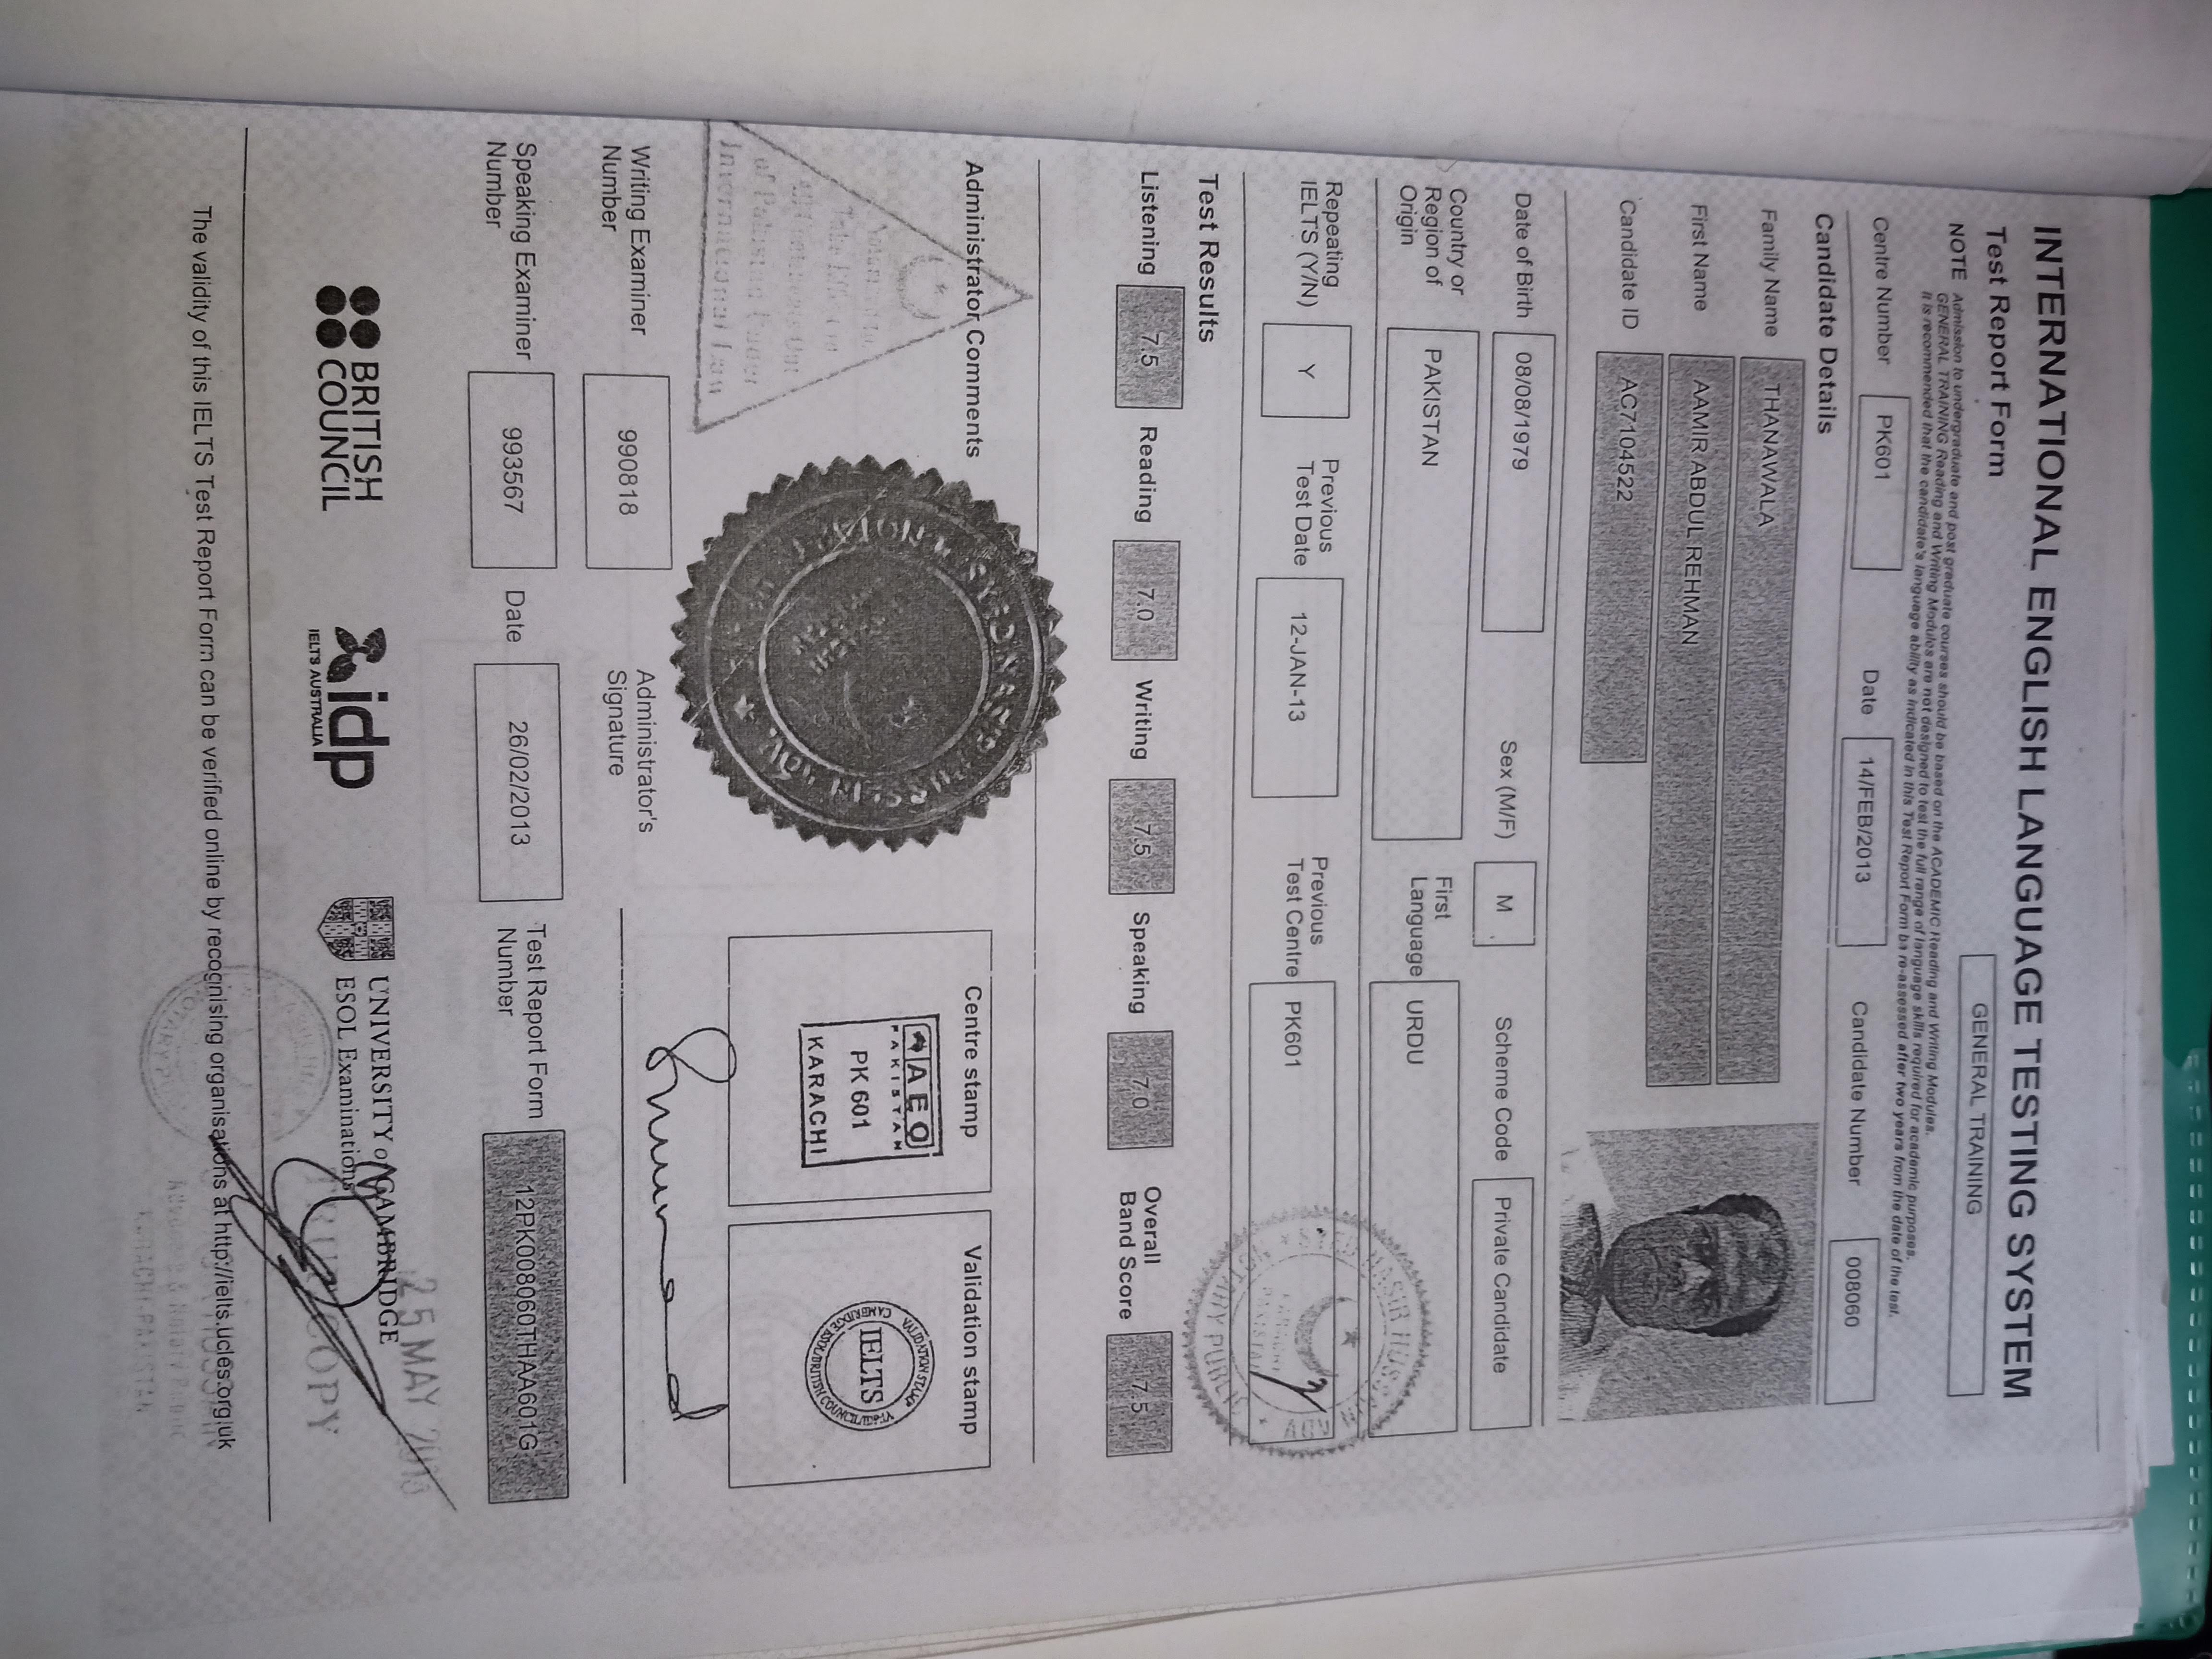 INTERNATIONAL ENGLISH LANGUAGE TESTING SYSTEM
Test Report Form
GENERAL TRAINING
NOTE Admission to undergraduate and post graduate courses should be based on the ACADEMIC Reading and Writing Modules.
GENERAL TRAINING Reading and Writing Modules are not designed to test the full range of language skills required for academic purposes.
It is recommended that the candidate's language ability as indicated in this Test Report Form be re-assessed after two years from the date of the test.
Centre Number PK601 Date 14/FEB/2013 Candidate Number 008060
Candidate Details
Family Name THANAWALA
First Name AAMIR ABDUL REHMAN
Candidate ID AC7104522
Date of Birth 08/08/1979 Sex (M/F) M Scheme Code Private Candidate
Country or Region of Origin PAKISTAN First Language URDU
Repeating IELTS (Y/N) Y Previous Test Date 12-JAN-13 Previous Test Centre PK601
NOTARY PUBLIC
KARACHI
PAKISTAN
Test Results
Listening 7.5 Reading 7.0 Writing 7.5 Speaking 7.0 Overall Band Score 7.5
Administrator Comments
Centre stamp
AEO
PAKISTAN
PK 601
KARACHI
Validation stamp
VALIDATION STAMP
IELTS
CAMBRIDGE ESOL/BRITISH COUNCIL/IDP:IA
of Pakistan Under
International Law
Writing Examiner Number 990818 Administrator's Signature
Speaking Examiner Number 993567 Date 26/02/2013 Test Report Form Number 12PK008060THAA601G
25 MAY 2013
BRITISH COUNCIL
idp
IELTS AUSTRALIA
UNIVERSITY of CAMBRIDGE
ESOL Examinations
TRUE COPY
The validity of this IELTS Test Report Form can be verified online by recognising organisations at http://ielts.ucles.org.uk
Advocate & Notary Public
KARACHI-PAKISTAN